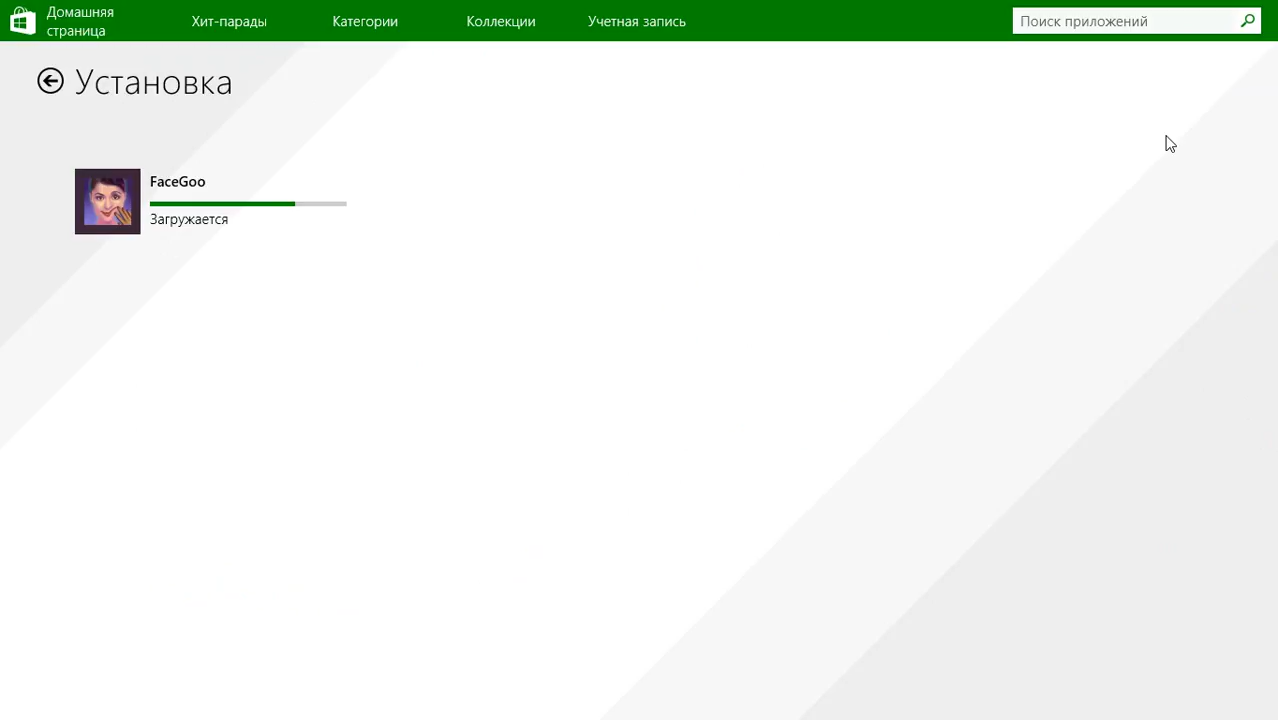 Домашняя
страница
Хит-парады
Категории
Коллекции
Учетная запись
Поиск приложений
Установка
FaceGoo
Загружается